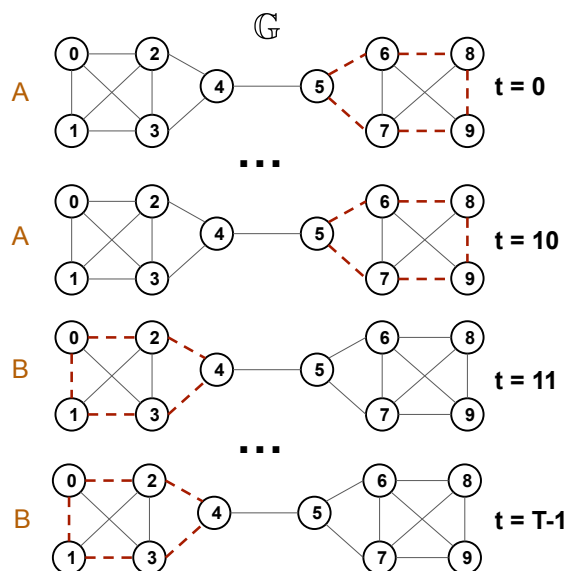 𝔾
0 2 6 8
A 4 5 t = 0
1 3 7 9
...
0 2 6 8
A 4 5 t = 10
1 3 7 9
0 2 6 8
B 4 5 t = 11
1 3 7 9
...
0 2 6 8
B 4 5 t = T-1
1 3 7 9